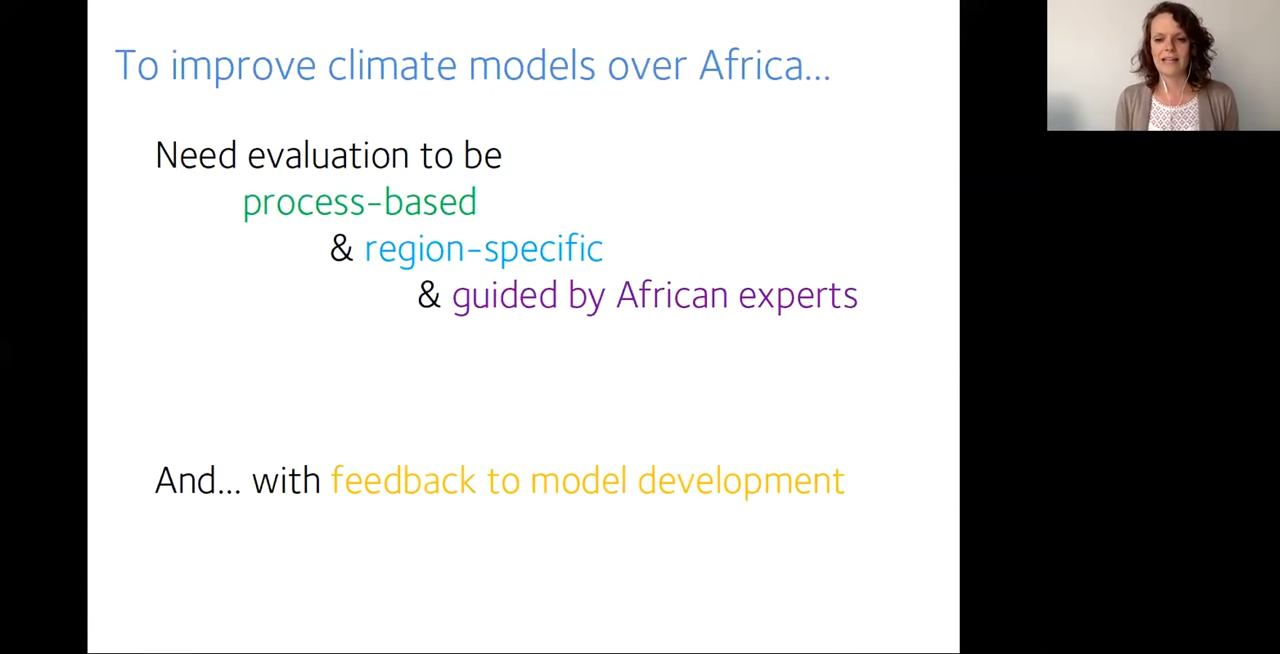 To improve climate models over Africa...
Need evaluation to be
process-based
& region-specific
& guided by African experts
And... with feedback to model development